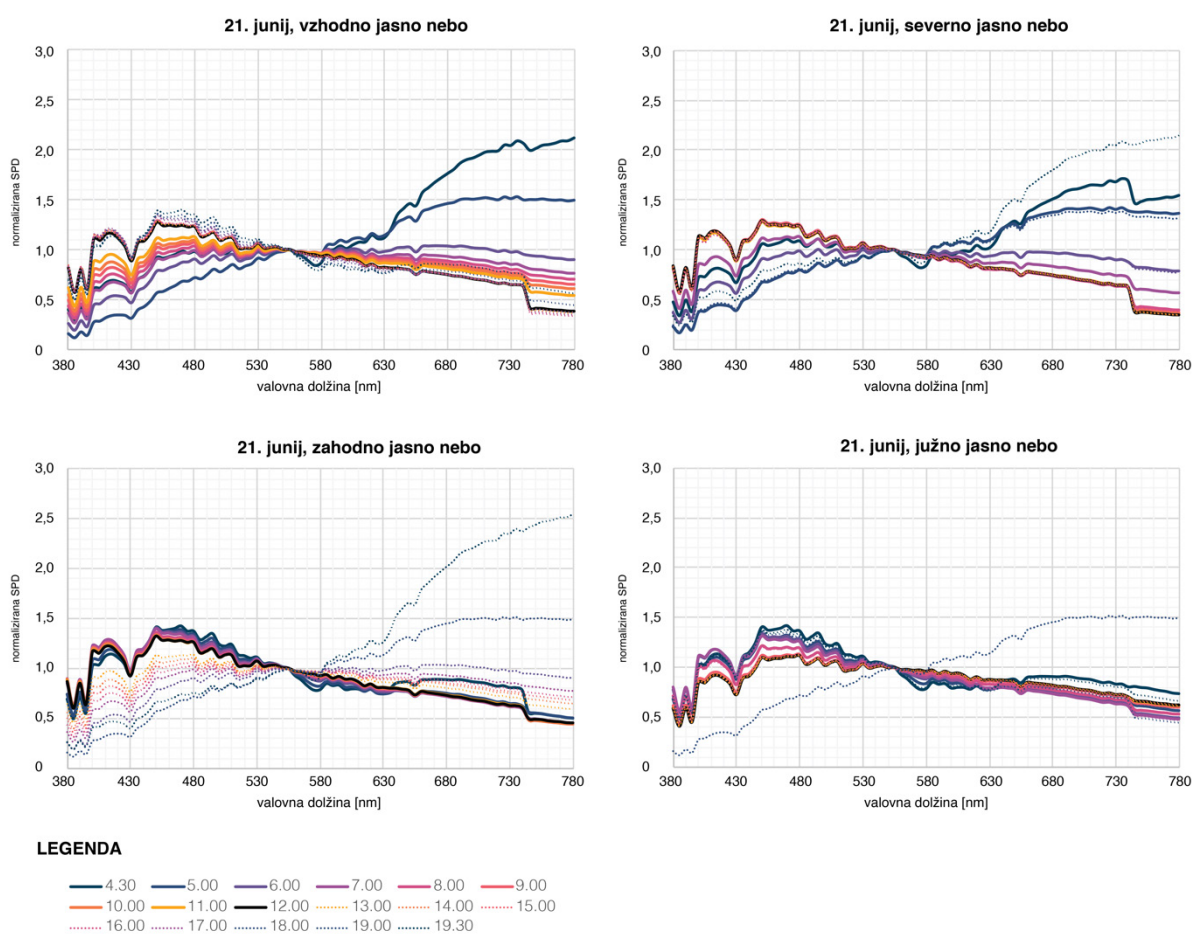 21. junij, vzhodno jasno nebo
normalizirana SPD
3,0
2,5
2,0
1,5
1,0
0,5
0
380 430 480 530 580 630 680 730 780
valovna dolžina [nm]
21. junij, severno jasno nebo
normalizirana SPD
3,0
2,5
2,0
1,5
1,0
0,5
0
380 430 480 530 580 630 680 730 780
valovna dolžina [nm]
21. junij, zahodno jasno nebo
normalizirana SPD
3,0
2,5
2,0
1,5
1,0
0,5
0
380 430 480 530 580 630 680 730 780
valovna dolžina [nm]
21. junij, južno jasno nebo
normalizirana SPD
3,0
2,5
2,0
1,5
1,0
0,5
0
380 430 480 530 580 630 680 730 780
valovna dolžina [nm]
LEGENDA
4.30 5.00 6.00 7.00 8.00 9.00
10.00 11.00 12.00 13.00 14.00 15.00
16.00 17.00 18.00 19.00 19.30